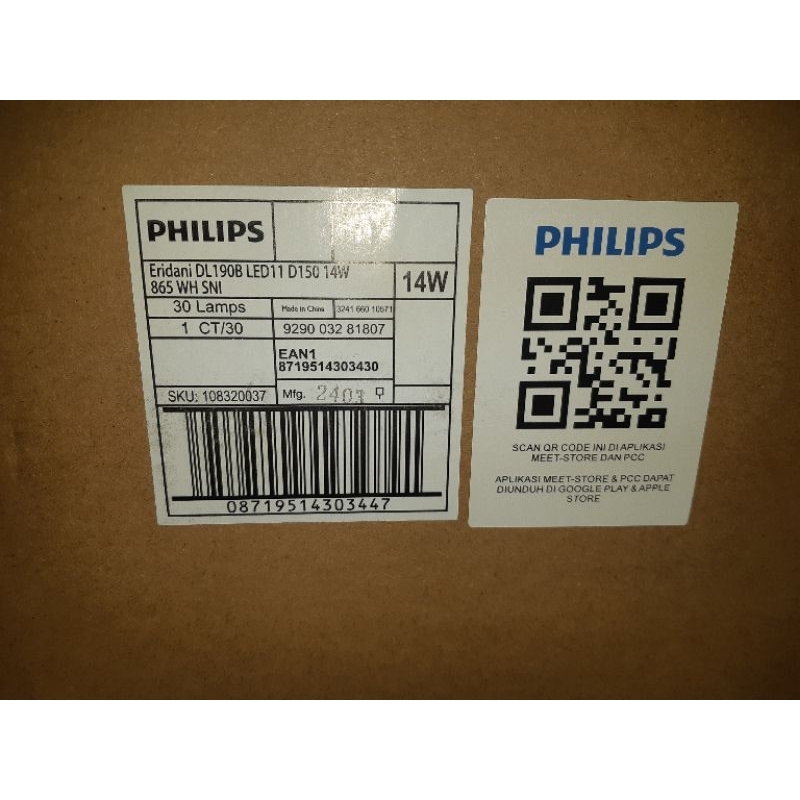 PHILIPS
Eridani DL190B LED11 D150 14W
865 WH SNI
14W
30 Lamps
Made in China
3241 660 10571
1 CT/30
9290 032 81807
EAN1
8719514303430
SKU: 108320037
Mfg. 2403
08719514303447
PHILIPS
SCAN QR CODE INI DI APLIKASI
MEET-STORE DAN PCC
APLIKASI MEET-STORE & PCC DAPAT
DIUNDUH DI GOOGLE PLAY & APPLE
STORE